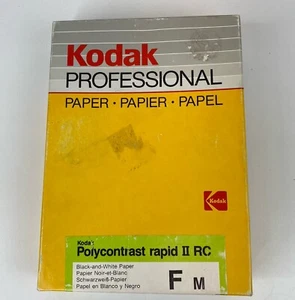 Kodak
PROFESSIONAL
PAPER · PAPIER · PAPEL
Kodak
Kodak
Polycontrast rapid II RC
Black-and-White Paper
Papier Noir-et-Blanc
Schwarzweiß-Papier
Papel en Blanco y Negro
F M